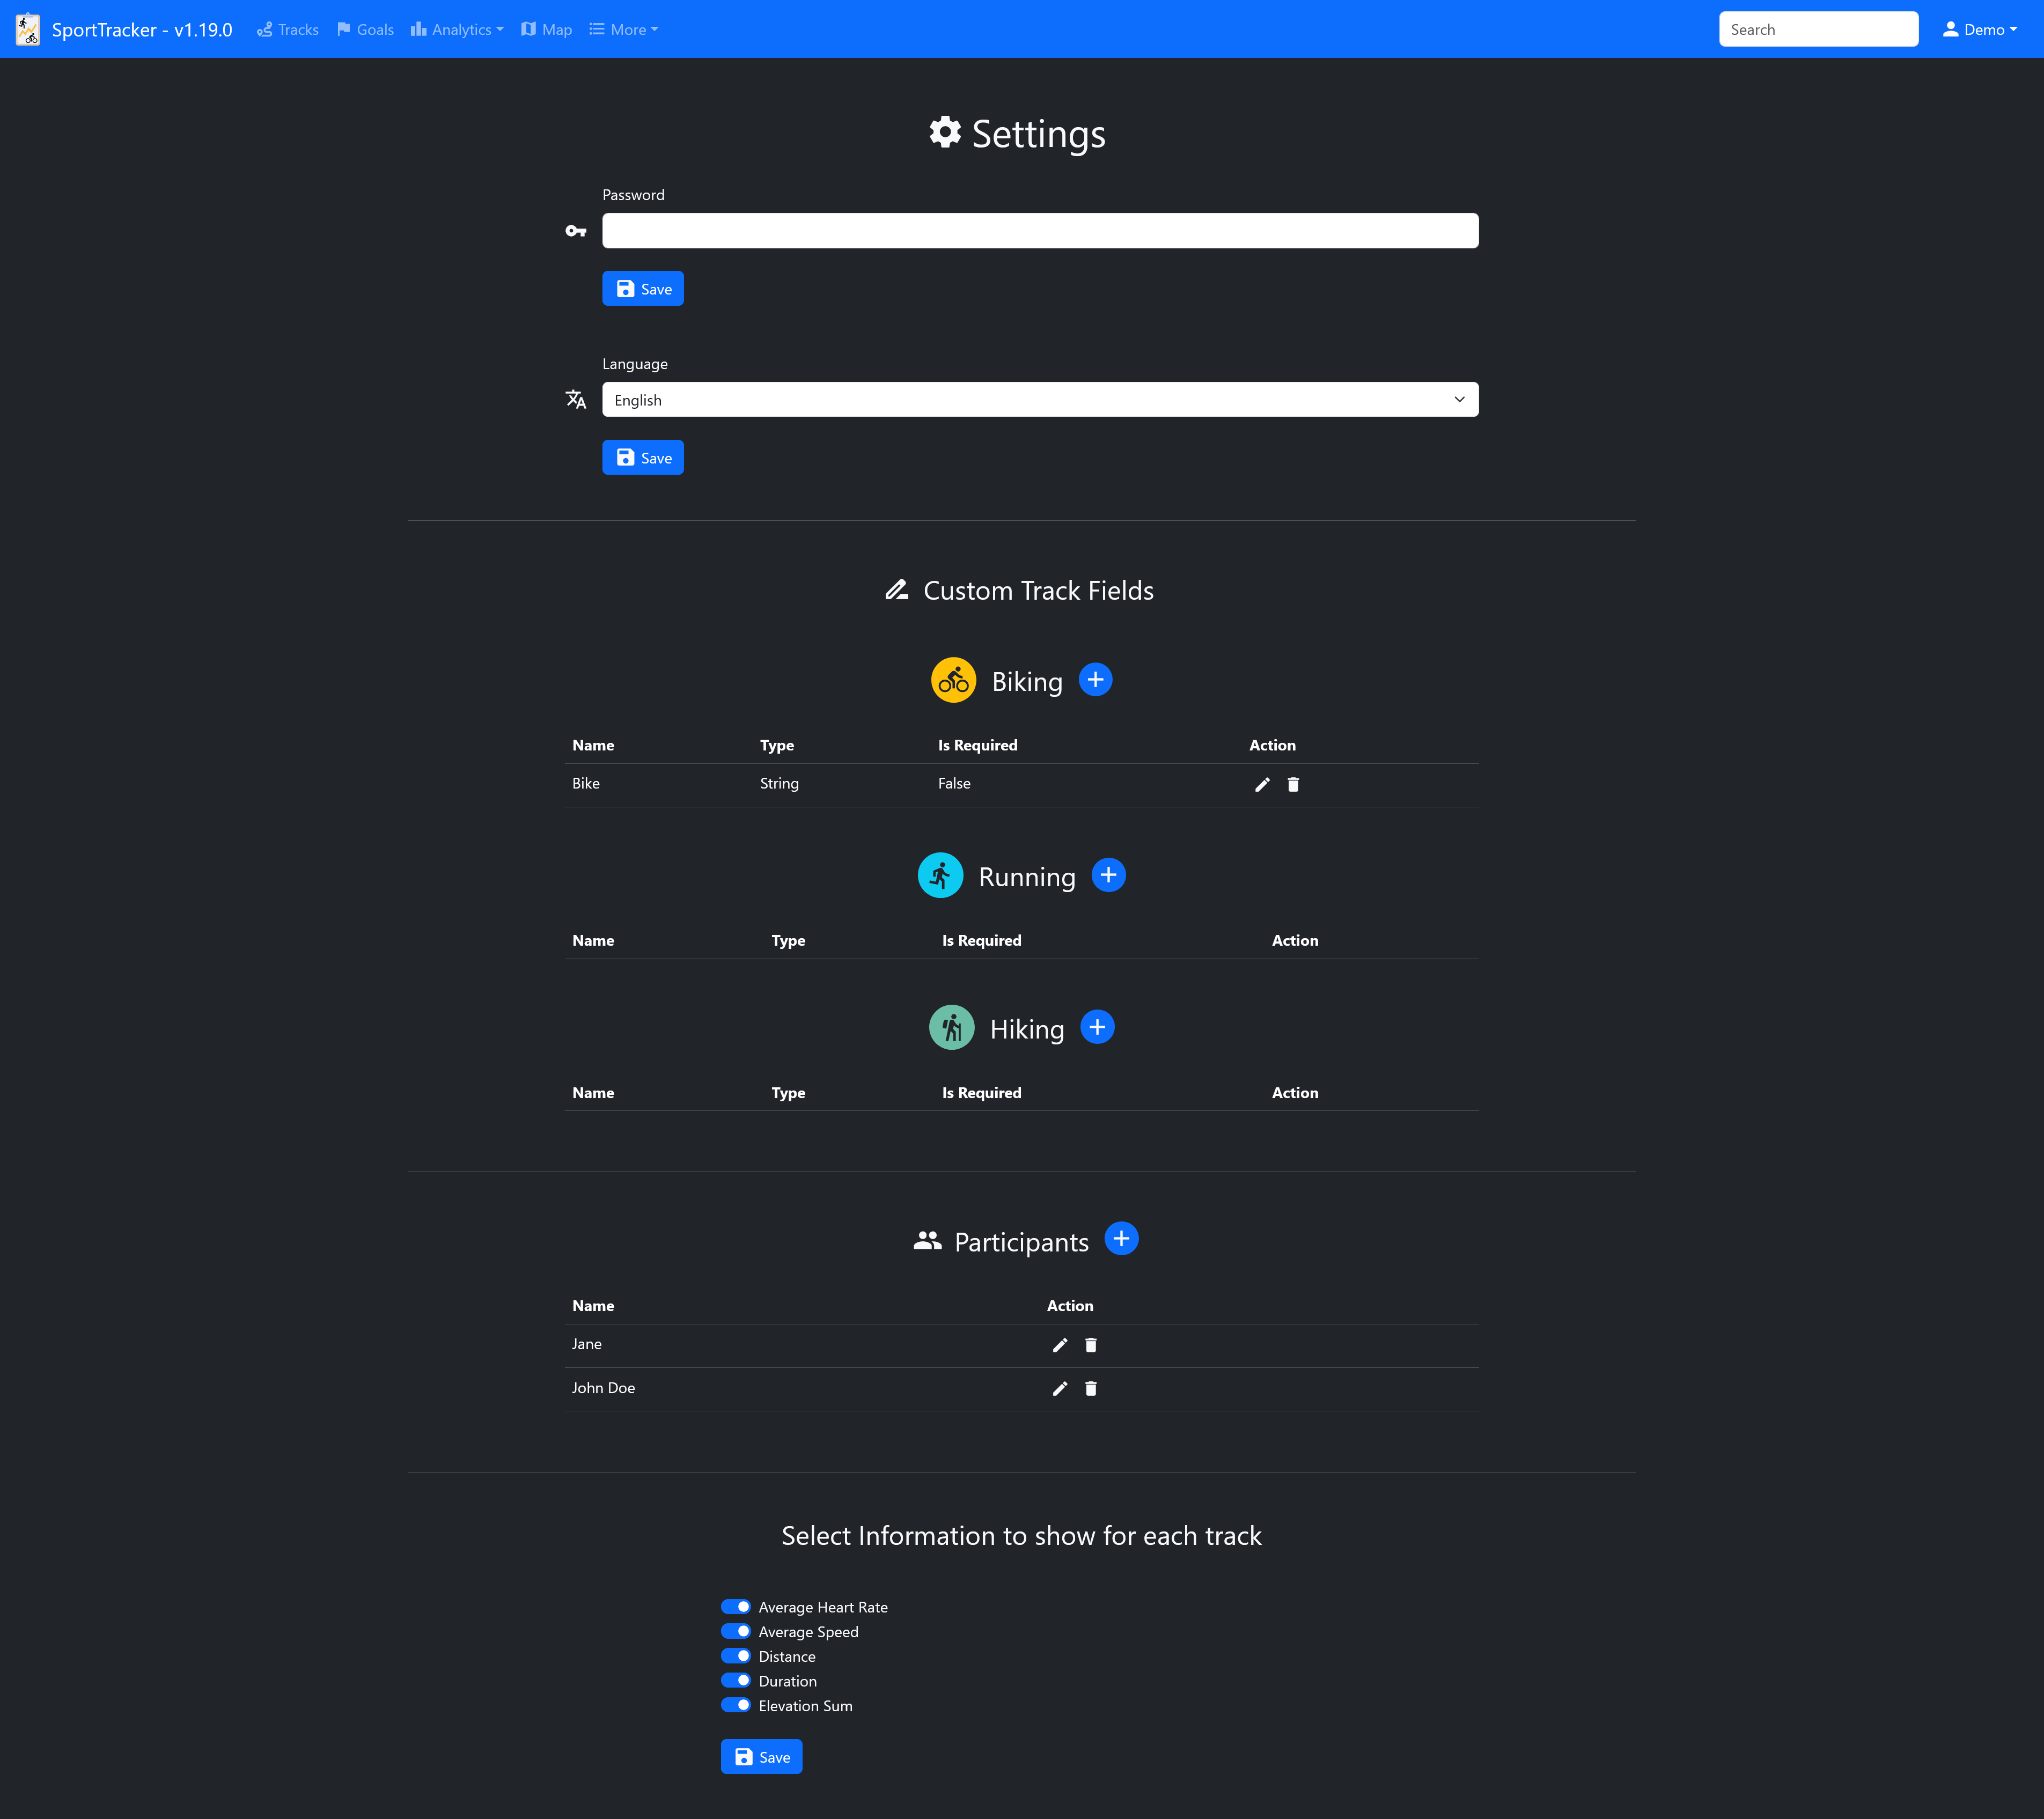 SportTracker - v1.19.0 Tracks Goals Analytics Map More Search Demo
Settings
Password
Save
Language
English
Save
Custom Track Fields
Biking
Name Type Is Required Action
Bike String False
Running
Name Type Is Required Action
Hiking
Name Type Is Required Action
Participants
Name Action
Jane
John Doe
Select Information to show for each track
Average Heart Rate
Average Speed
Distance
Duration
Elevation Sum
Save